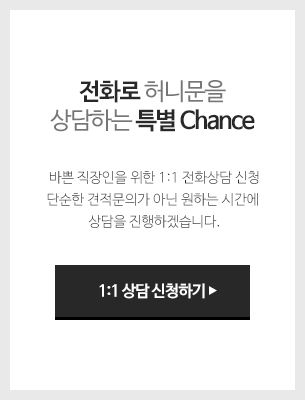 전화로 허니문을
상담하는 특별 Chance
바쁜 직장인을 위한 1:1 전화상담 신청
단순한 견적문의가 아닌 원하는 시간에
상담을 진행하겠습니다.
1:1 상담 신청하기 ▶